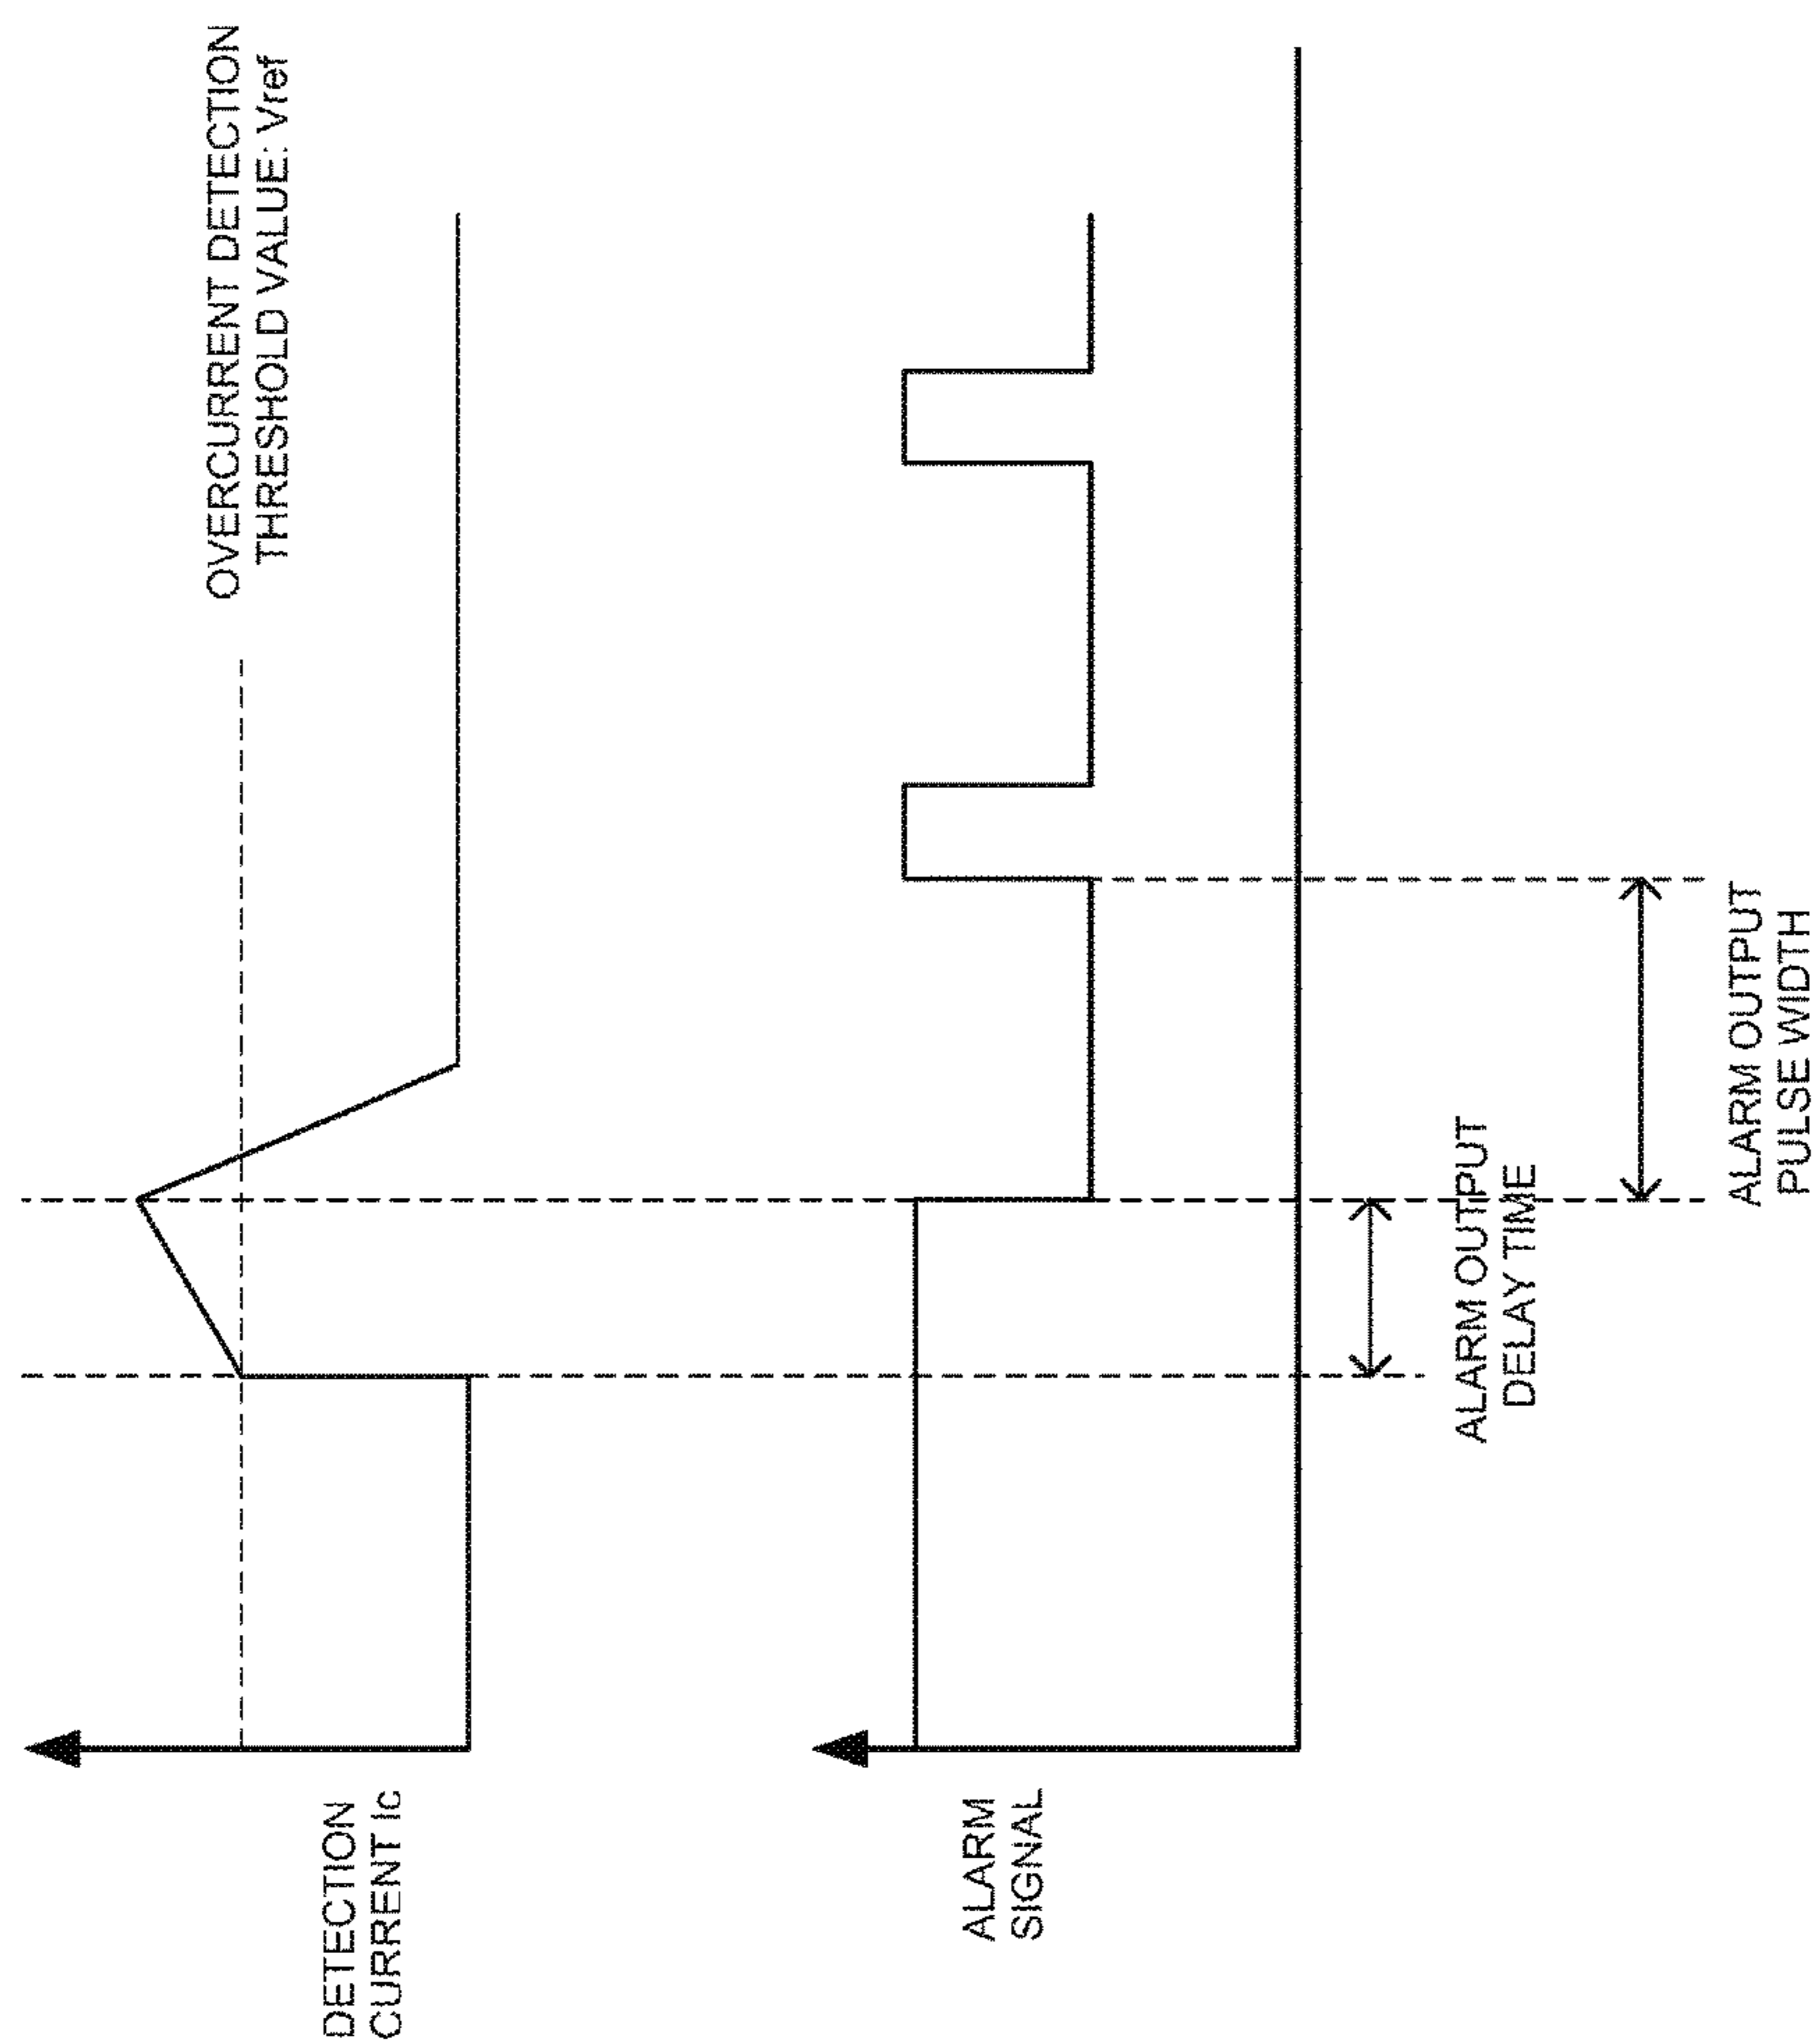 OVERCURRENT DETECTION
THRESHOLD VALUE: Vref
DETECTION
CURRENT Ic
ALARM
SIGNAL
ALARM OUTPUT
DELAY TIME
ALARM OUTPUT
PULSE WIDTH